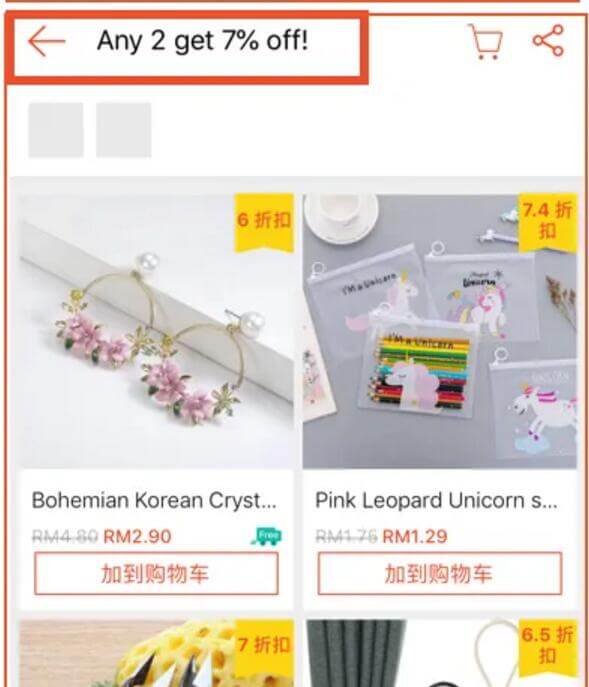 Any 2 get 7% off!
6 折扣
7.4 折
扣
I'm a Unicorn
Unicorn
I'm a Unicorn
UNICORN
Bohemian Korean Cryst...
Pink Leopard Unicorn s...
RM4.80 RM2.90
Free
RM1.75 RM1.29
加到购物车
加到购物车
7 折扣
6.5 折
扣